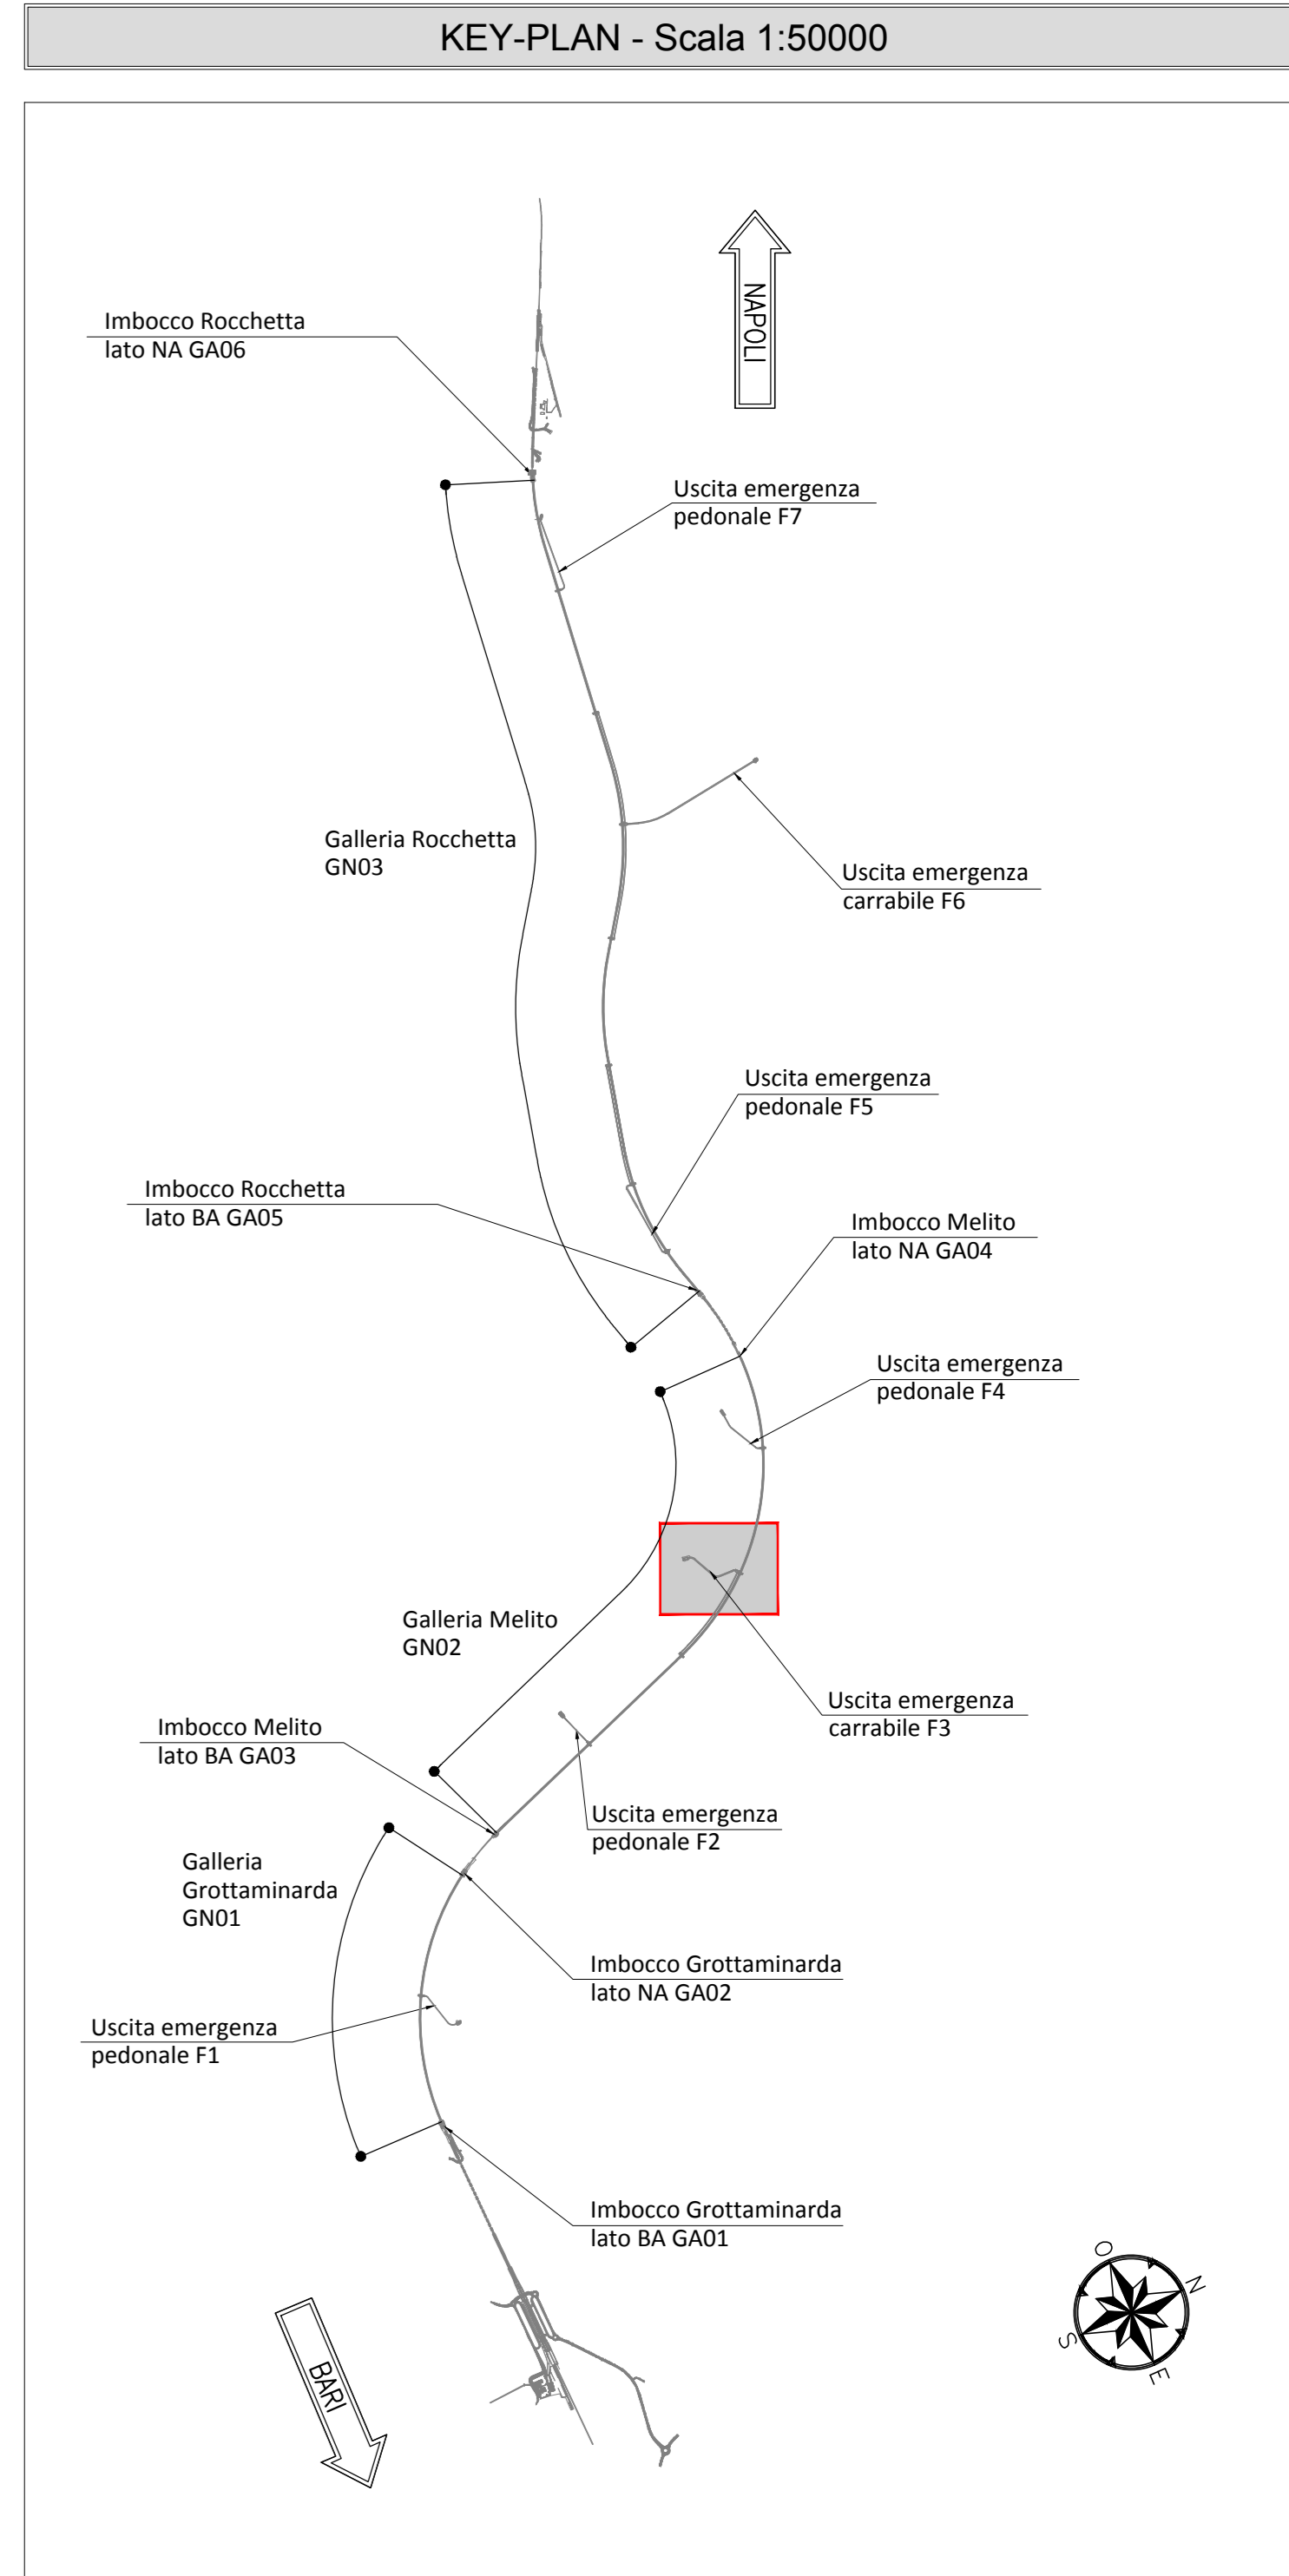 KEY-PLAN - Scala 1:50000
NAPOLI
Imbocco Rocchetta
lato NA GA06
Uscita emergenza
pedonale F7
Galleria Rocchetta
GN03
Uscita emergenza
carrabile F6
Uscita emergenza
pedonale F5
Imbocco Rocchetta
lato BA GA05
Imbocco Melito
lato NA GA04
Uscita emergenza
pedonale F4
Galleria Melito
GN02
Uscita emergenza
carrabile F3
Imbocco Melito
lato BA GA03
Uscita emergenza
pedonale F2
Galleria
Grottaminarda
GN01
Imbocco Grottaminarda
lato NA GA02
Uscita emergenza
pedonale F1
Imbocco Grottaminarda
lato BA GA01
BARI
O
N
S
E